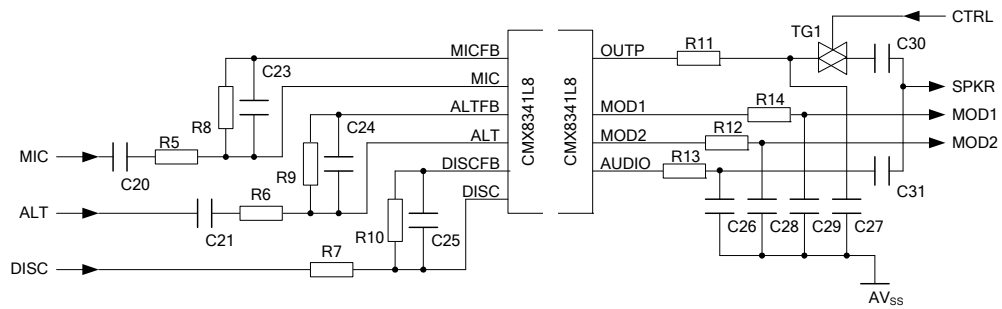 CTRL
TG1
MICFB
OUTP
R11
C30
C23
MIC
SPKR
ALTFB
MOD1
R14
MOD1
R8
C24
CMX8341L8
CMX8341L8
R5
ALT
MOD2
R12
MOD2
MIC
DISCFB
AUDIO
R13
C20
R9
C31
R6
DISC
ALT
C21
R10
C25
C26
C28
C29
C27
R7
DISC
AVSS